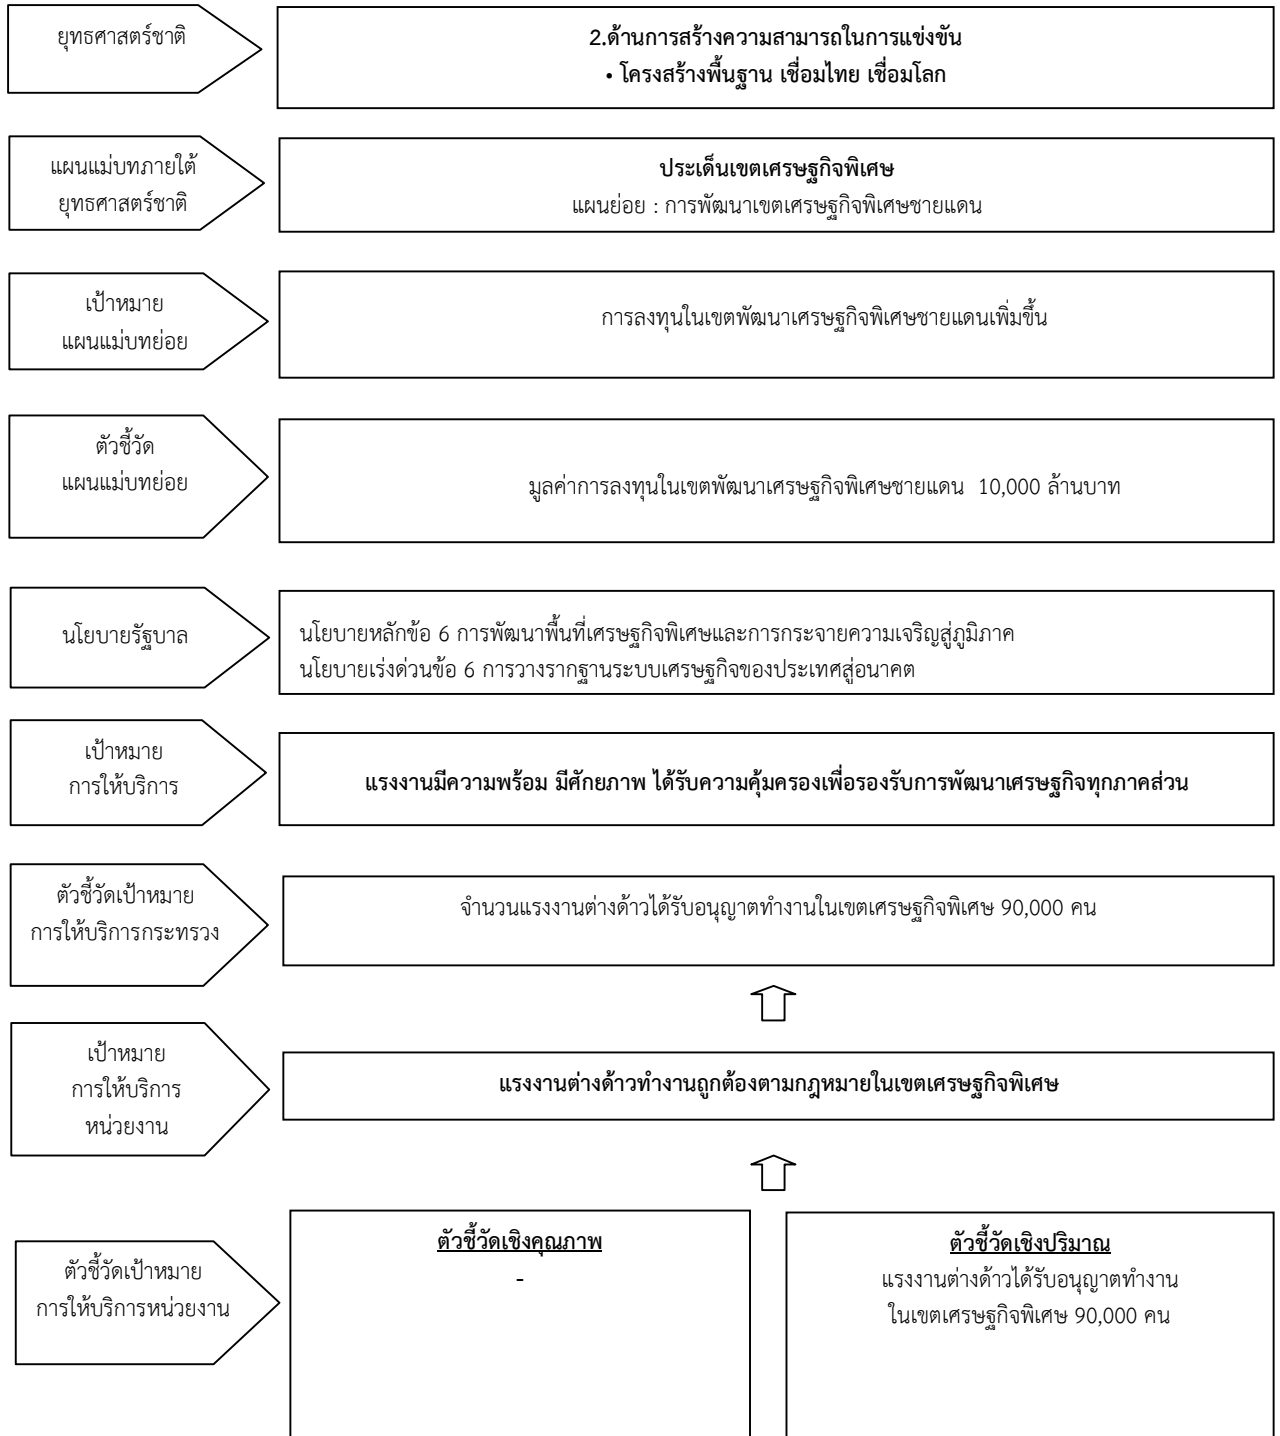 ยุทธศาสตร์ชาติ
2.ด้านการสร้างความสามารถในการแข่งขัน
• โครงสร้างพื้นฐาน เชื่อมไทย เชื่อมโลก
แผนแม่บทภายใต้
ยุทธศาสตร์ชาติ
ประเด็นเขตเศรษฐกิจพิเศษ
แผนย่อย : การพัฒนาเขตเศรษฐกิจพิเศษชายแดน
เป้าหมาย
แผนแม่บทย่อย
การลงทุนในเขตพัฒนาเศรษฐกิจพิเศษชายแดนเพิ่มขึ้น
ตัวชี้วัด
แผนแม่บทย่อย
มูลค่าการลงทุนในเขตพัฒนาเศรษฐกิจพิเศษชายแดน 10,000 ล้านบาท
นโยบายรัฐบาล
นโยบายหลักข้อ 6 การพัฒนาพื้นที่เศรษฐกิจพิเศษและการกระจายความเจริญสู่ภูมิภาค
นโยบายเร่งด่วนข้อ 6 การวางรากฐานระบบเศรษฐกิจของประเทศสู่อนาคต
เป้าหมาย
การให้บริการ
แรงงานมีความพร้อม มีศักยภาพ ได้รับความคุ้มครองเพื่อรองรับการพัฒนาเศรษฐกิจทุกภาคส่วน
ตัวชี้วัดเป้าหมาย
การให้บริการกระทรวง
จำนวนแรงงานต่างด้าวได้รับอนุญาตทำงานในเขตเศรษฐกิจพิเศษ 90,000 คน
เป้าหมาย
การให้บริการ
หน่วยงาน
แรงงานต่างด้าวทำงานถูกต้องตามกฎหมายในเขตเศรษฐกิจพิเศษ
ตัวชี้วัดเป้าหมาย
การให้บริการหน่วยงาน
ตัวชี้วัดเชิงคุณภาพ
-
ตัวชี้วัดเชิงปริมาณ
แรงงานต่างด้าวได้รับอนุญาตทำงาน
ในเขตเศรษฐกิจพิเศษ 90,000 คน